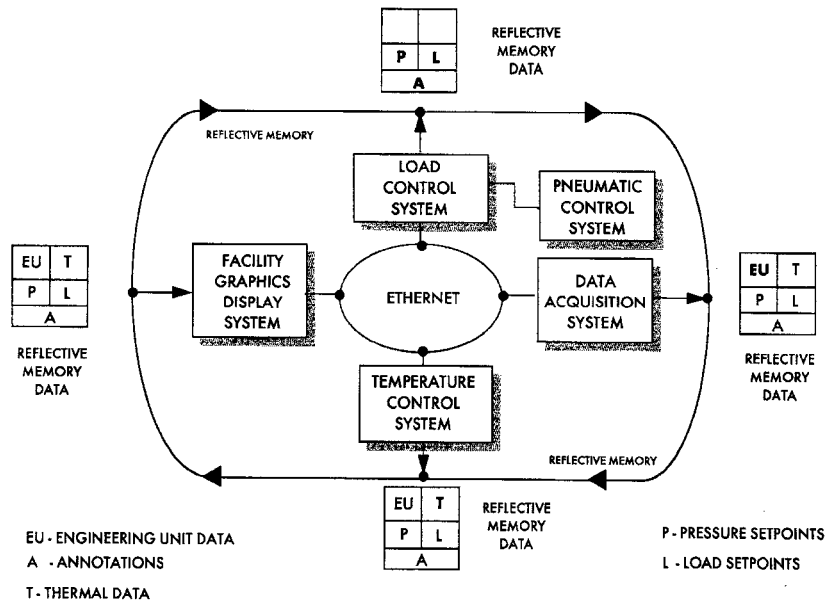 P L
A
REFLECTIVE
MEMORY
DATA
REFLECTIVE MEMORY
LOAD
CONTROL
SYSTEM
PNEUMATIC
CONTROL
SYSTEM
EU T
P L
A
REFLECTIVE
MEMORY
DATA
FACILITY
GRAPHICS
DISPLAY
SYSTEM
ETHERNET
DATA
ACQUISITION
SYSTEM
EU T
P L
A
REFLECTIVE
MEMORY
DATA
TEMPERATURE
CONTROL
SYSTEM
REFLECTIVE MEMORY
EU T
P L
A
REFLECTIVE
MEMORY
DATA
EU - ENGINEERING UNIT DATA
A - ANNOTATIONS
T - THERMAL DATA
P - PRESSURE SETPOINTS
L - LOAD SETPOINTS